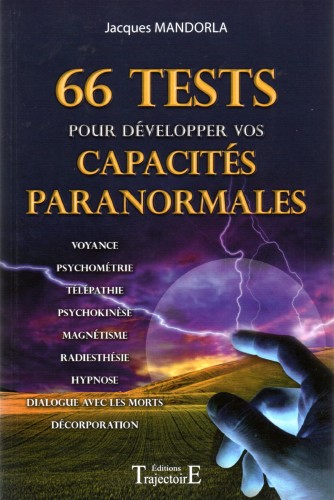 Jacques MANDORLA
66 TESTS
POUR DÉVELOPPER VOS
CAPACITÉS
PARANORMALES
VOYANCE
PSYCHOMÉTRIE
TÉLÉPATHIE
PSYCHOKINÈSE
MAGNÉTISME
RADIESTHÉSIE
HYPNOSE
DIALOGUE AVEC LES MORTS
DÉCORPORATION
Éditions
TrajectoirE